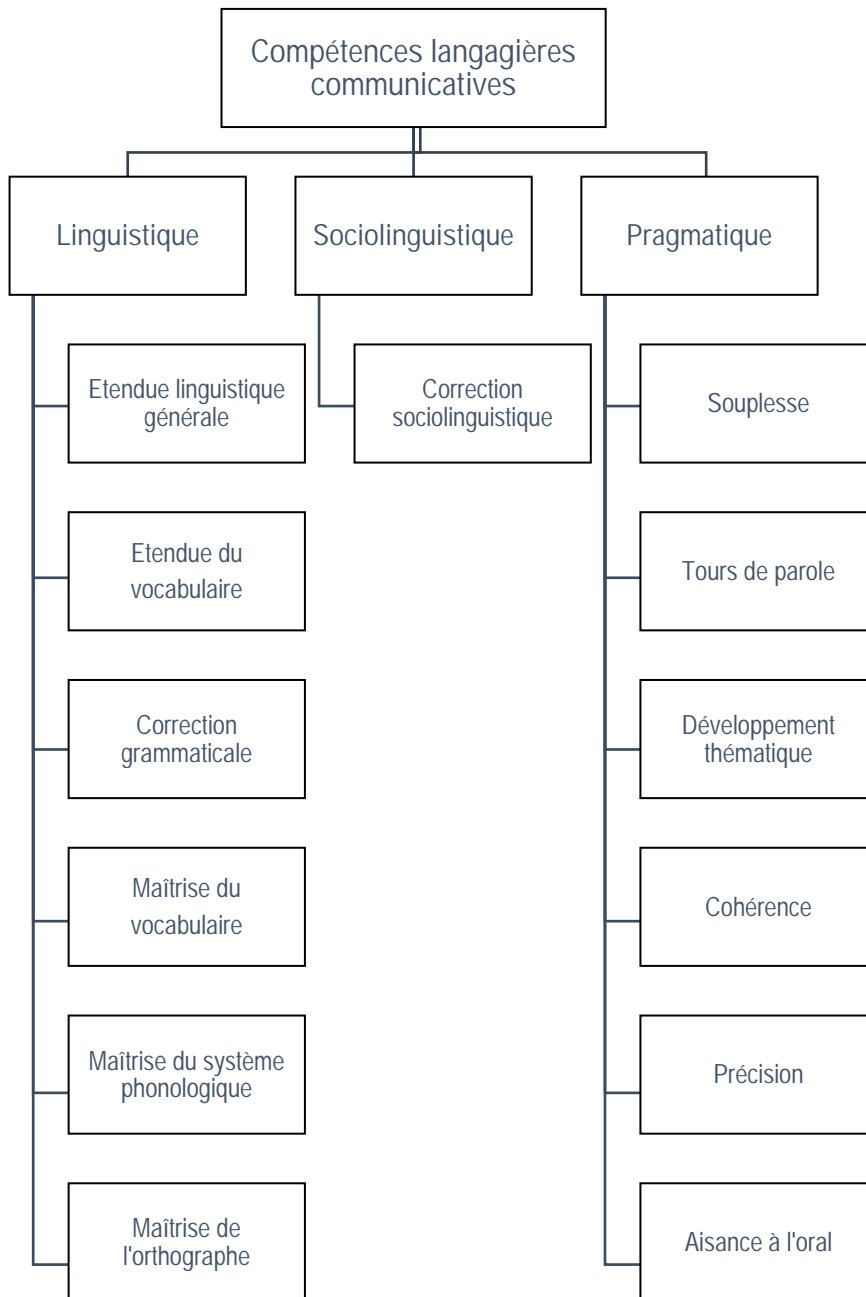 Compétences langagières
communicatives
Linguistique
Sociolinguistique
Pragmatique
Etendue linguistique
générale
Correction
sociolinguistique
Souplesse
Etendue du
vocabulaire
Tours de parole
Correction
grammaticale
Développement
thématique
Maîtrise du
vocabulaire
Cohérence
Maîtrise du système
phonologique
Précision
Maîtrise de
l'orthographe
Aisance à l'oral